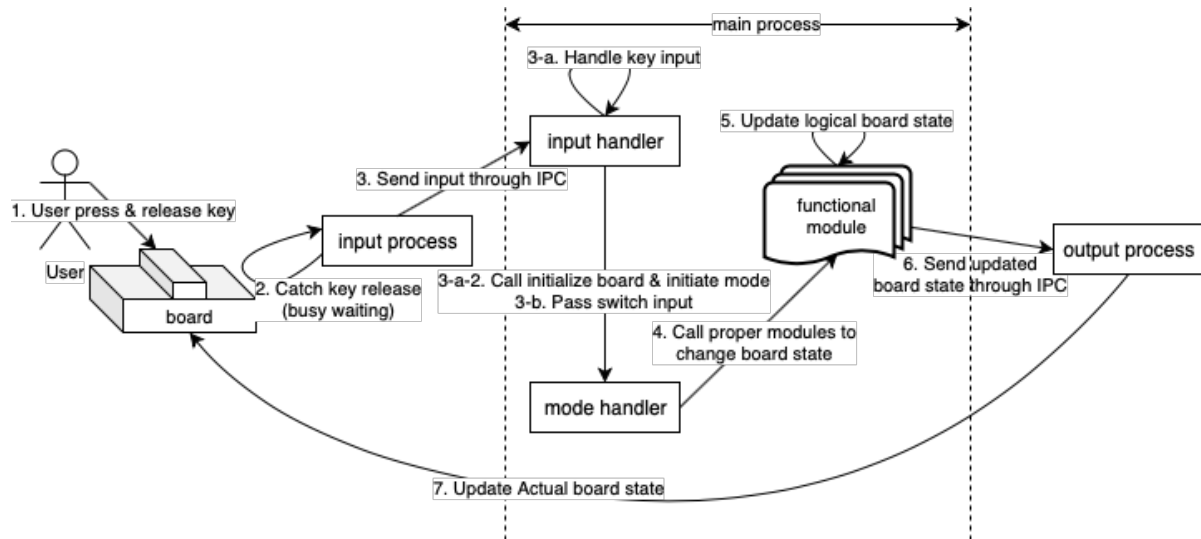 main process
3-a. Handle key input
input handler
5. Update logical board state
3. Send input through IPC
1. User press & release key
functional
module
input process
output process
User
6. Send updated
board state through IPC
2. Catch key release
(busy waiting)
board
3-a-2. Call initialize board & initiate mode
3-b. Pass switch input
4. Call proper modules to
change board state
mode handler
7. Update Actual board state